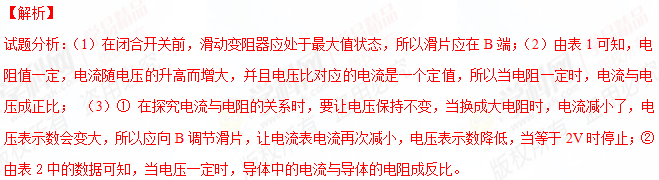 【解析】
试题分析：（1）在闭合开关前，滑动变阻器应处于最大值状态，所以滑片应在 B 端；（2）由表 1 可知，电
阻值一定，电流随电压的升高而增大，并且电压比对应的电流是一个定值，所以当电阻一定时，电流与电
压成正比； （3）① 在探究电流与电阻的关系时，要让电压保持不变，当换成大电阻时，电流减小了，电
压表示数会变大，所以应向 B 调节滑片，让电流表电流再次减小，电压表示数降低，当等于 2V 时停止；②
由表 2 中的数据可知，当电压一定时，导体中的电流与导体的电阻成反比。